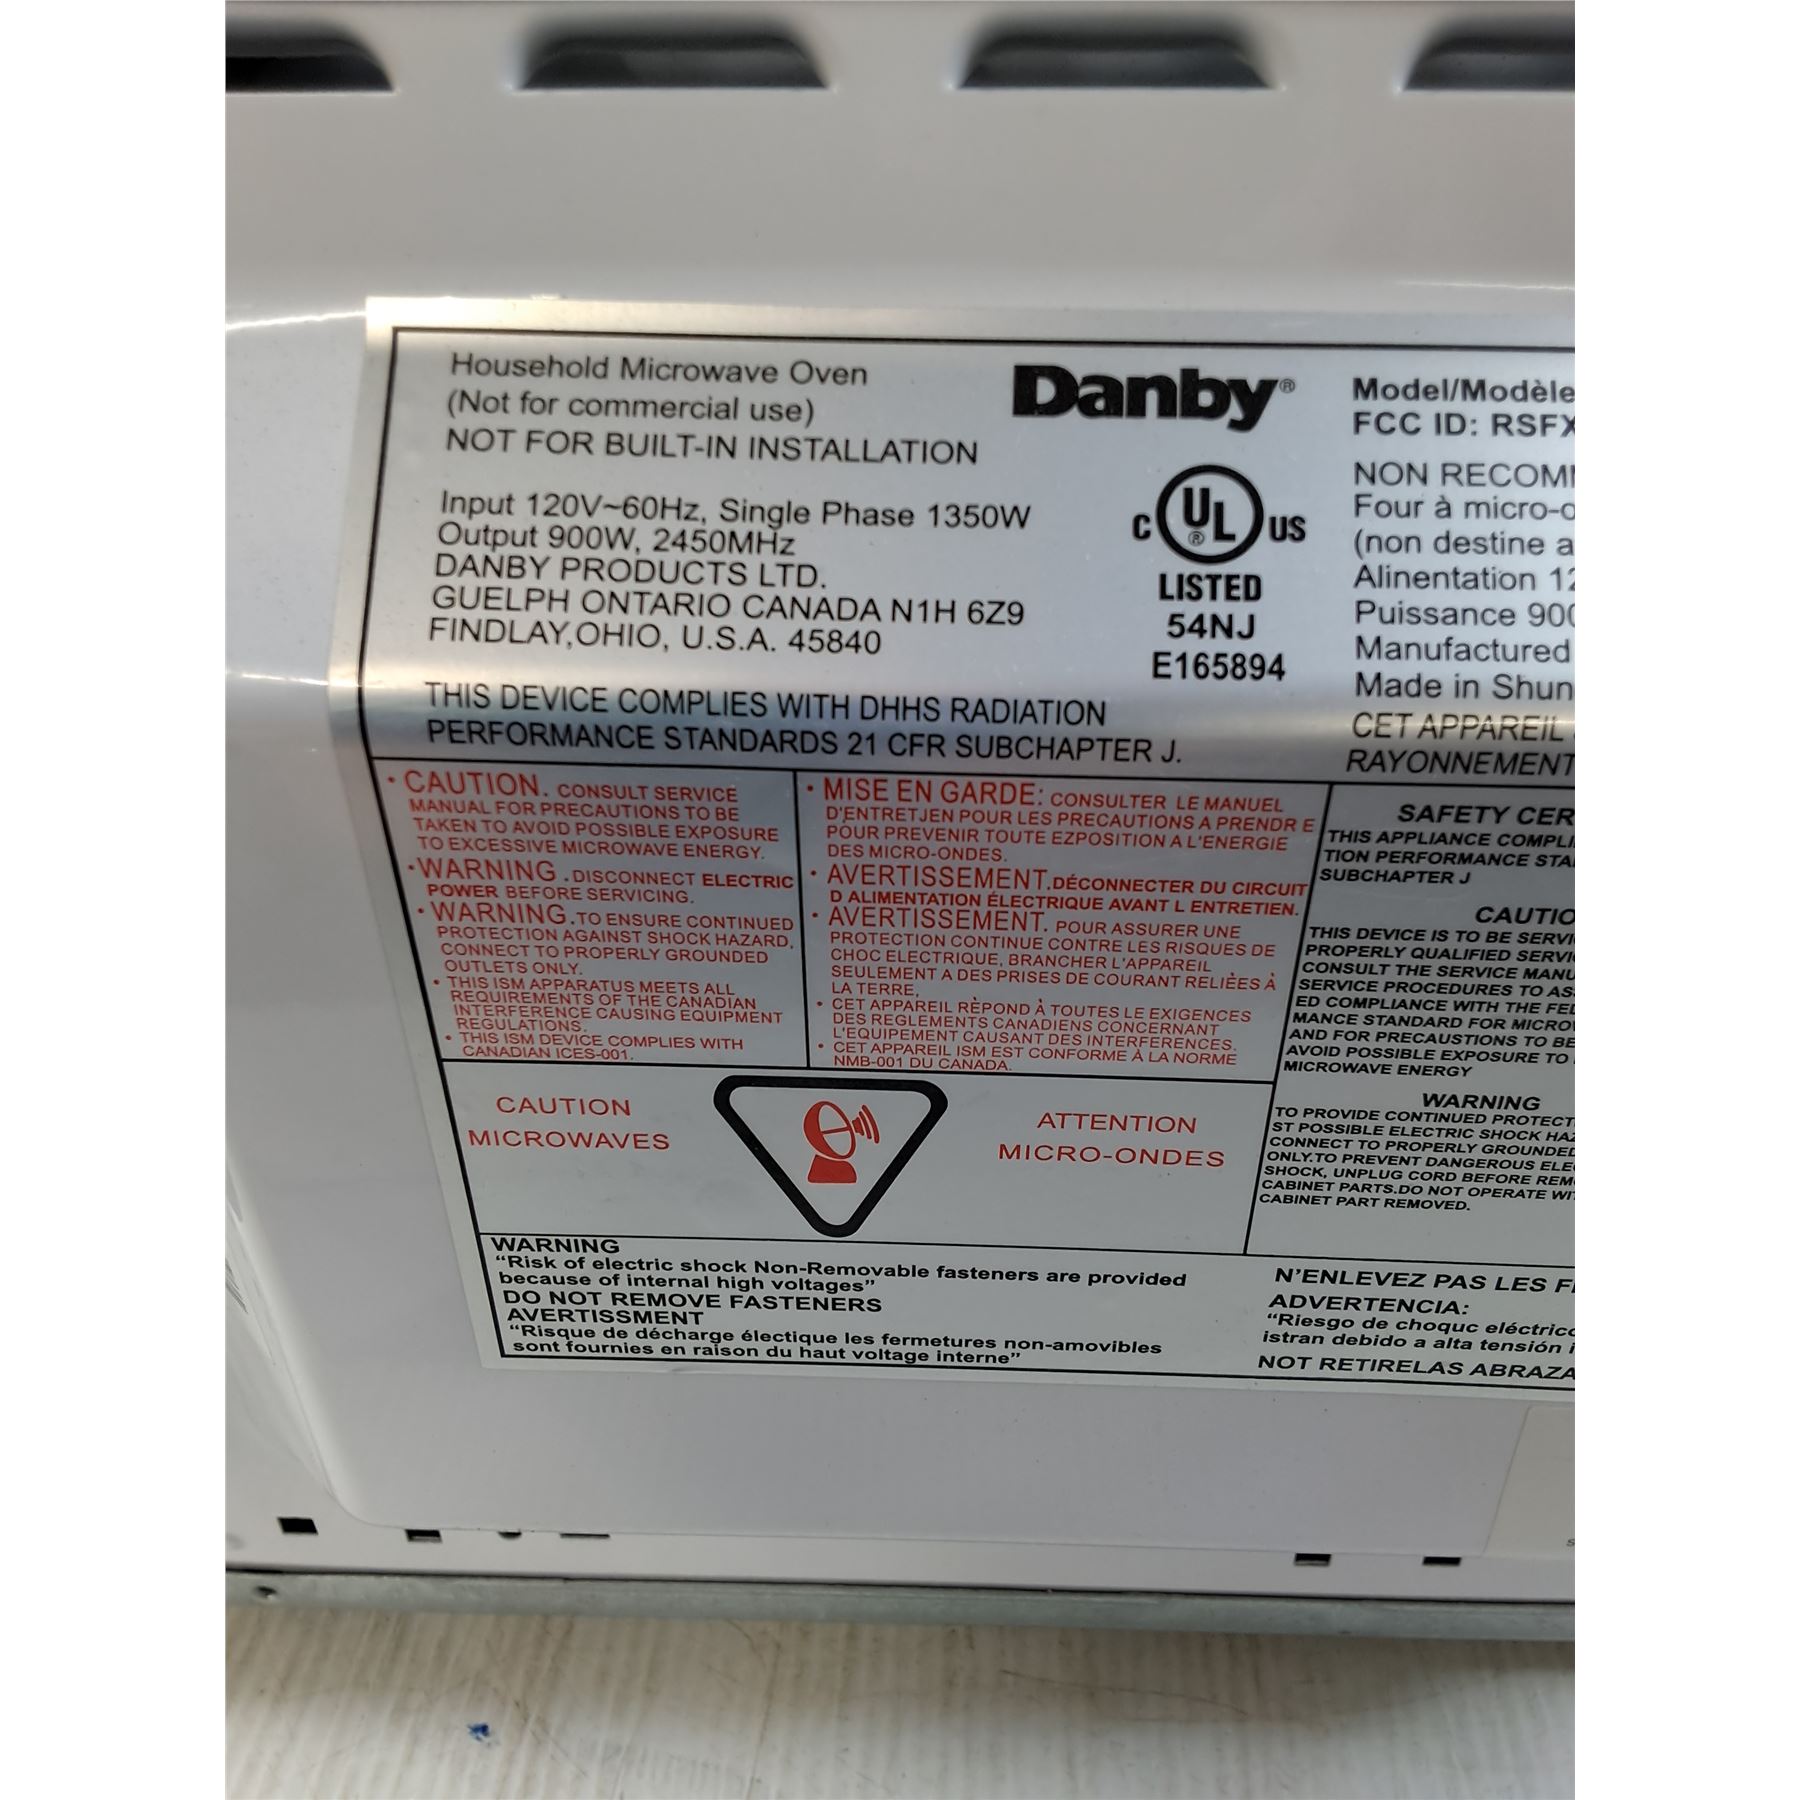 Household Microwave Oven
(Not for commercial use)
NOT FOR BUILT-IN INSTALLATION
Input 120V~60Hz, Single Phase 1350W
Output 900W, 2450MHz
DANBY PRODUCTS LTD.
GUELPH ONTARIO CANADA N1H 6Z9
FINDLAY,OHIO, U.S.A. 45840
THIS DEVICE COMPLIES WITH DHHS RADIATION
PERFORMANCE STANDARDS 21 CFR SUBCHAPTER J.
Danby®
C UL® US
LISTED
54NJ
E165894
Model/Modèle
FCC ID: RSFX
NON RECOM
Four à micro-o
(non destine a
Alinentation 12
Puissance 900
Manufactured
Made in Shun
CET APPAREIL
RAYONNEMENT
• CAUTION. CONSULT SERVICE
MANUAL FOR PRECAUTIONS TO BE
TAKEN TO AVOID POSSIBLE EXPOSURE
TO EXCESSIVE MICROWAVE ENERGY.
•WARNING .DISCONNECT ELECTRIC
POWER BEFORE SERVICING.
• WARNING.TO ENSURE CONTINUED
PROTECTION AGAINST SHOCK HAZARD,
CONNECT TO PROPERLY GROUNDED
OUTLETS ONLY.
• THIS ISM APPARATUS MEETS ALL
REQUIREMENTS OF THE CANADIAN
INTERFERENCE CAUSING EQUIPMENT
REGULATIONS.
• THIS ISM DEVICE COMPLIES WITH
CANADIAN ICES-001.
• MISE EN GARDE: CONSULTER LE MANUEL
D'ENTRETJEN POUR LES PRECAUTIONS A PRENDR E
POUR PREVENIR TOUTE EZPOSITION A L'ENERGIE
DES MICRO-ONDES.
• AVERTISSEMENT.DÉCONNECTER DU CIRCUIT
D ALIMENTATION ÉLECTRIQUE AVANT L ENTRETIEN.
• AVERTISSEMENT. POUR ASSURER UNE
PROTECTION CONTINUE CONTRE LES RISQUES DE
CHOC ELECTRIQUE, BRANCHER L'APPAREIL
SEULEMENT A DES PRISES DE COURANT RELIÈES À
LA TERRE,
• CET APPAREIL RÈPOND À TOUTES LE EXIGENCES
DES REGLEMENTS CANADIENS CONCERNANT
L'EQUIPEMENT CAUSANT DES INTERFERENCES.
• CET APPAREIL ISM EST CONFORME À LA NORME
NMB-001 DU CANADA.
SAFETY CER
THIS APPLIANCE COMPLI
TION PERFORMANCE STA
SUBCHAPTER J
CAUTIO
THIS DEVICE IS TO BE SERVI
PROPERLY QUALIFIED SERVI
CONSULT THE SERVICE MANU
SERVICE PROCEDURES TO AS
ED COMPLIANCE WITH THE FED
MANCE STANDARD FOR MICRO
AND FOR PRECAUSTIONS TO BE
AVOID POSSIBLE EXPOSURE TO
MICROWAVE ENERGY
WARNING
TO PROVIDE CONTINUED PROTECT
ST POSSIBLE ELECTRIC SHOCK HAZ
CONNECT TO PROPERLY GROUNDED
ONLY.TO PREVENT DANGEROUS ELE
SHOCK, UNPLUG CORD BEFORE REM
CABINET PARTS.DO NOT OPERATE WIT
CABINET PART REMOVED.
CAUTION
MICROWAVES
ATTENTION
MICRO-ONDES
WARNING
“Risk of electric shock Non-Removable fasteners are provided
because of internal high voltages”
DO NOT REMOVE FASTENERS
AVERTISSMENT
“Risque de décharge électique les fermetures non-amovibles
sont fournies en raison du haut voltage interne”
N'ENLEVEZ PAS LES F
ADVERTENCIA:
“Riesgo de choquc eléctric
istran debido a alta tensión i
NOT RETIRELAS ABRAZA